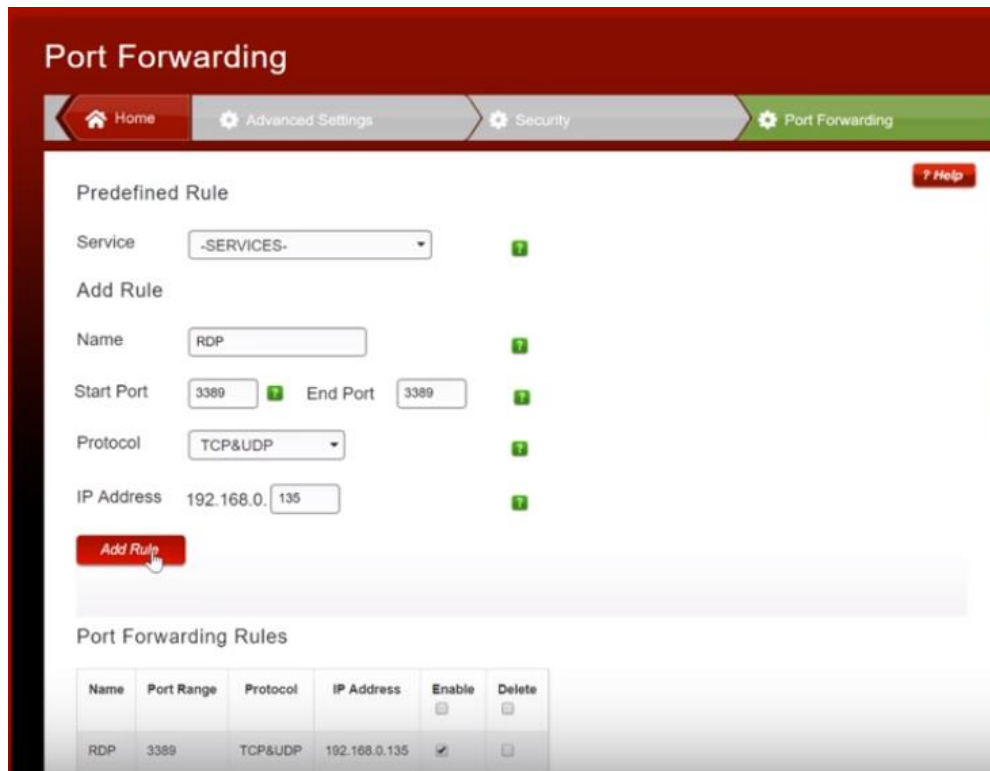 Port Forwarding
Home Advanced Settings Security Port Forwarding
? Help
Predefined Rule
Service -SERVICES- ?
Add Rule
Name RDP ?
Start Port 3389 ? End Port 3389 ?
Protocol TCP&UDP ?
IP Address 192.168.0. 135 ?
Add Rule
Port Forwarding Rules
Name Port Range Protocol IP Address Enable Delete
RDP 3389 TCP&UDP 192.168.0.135